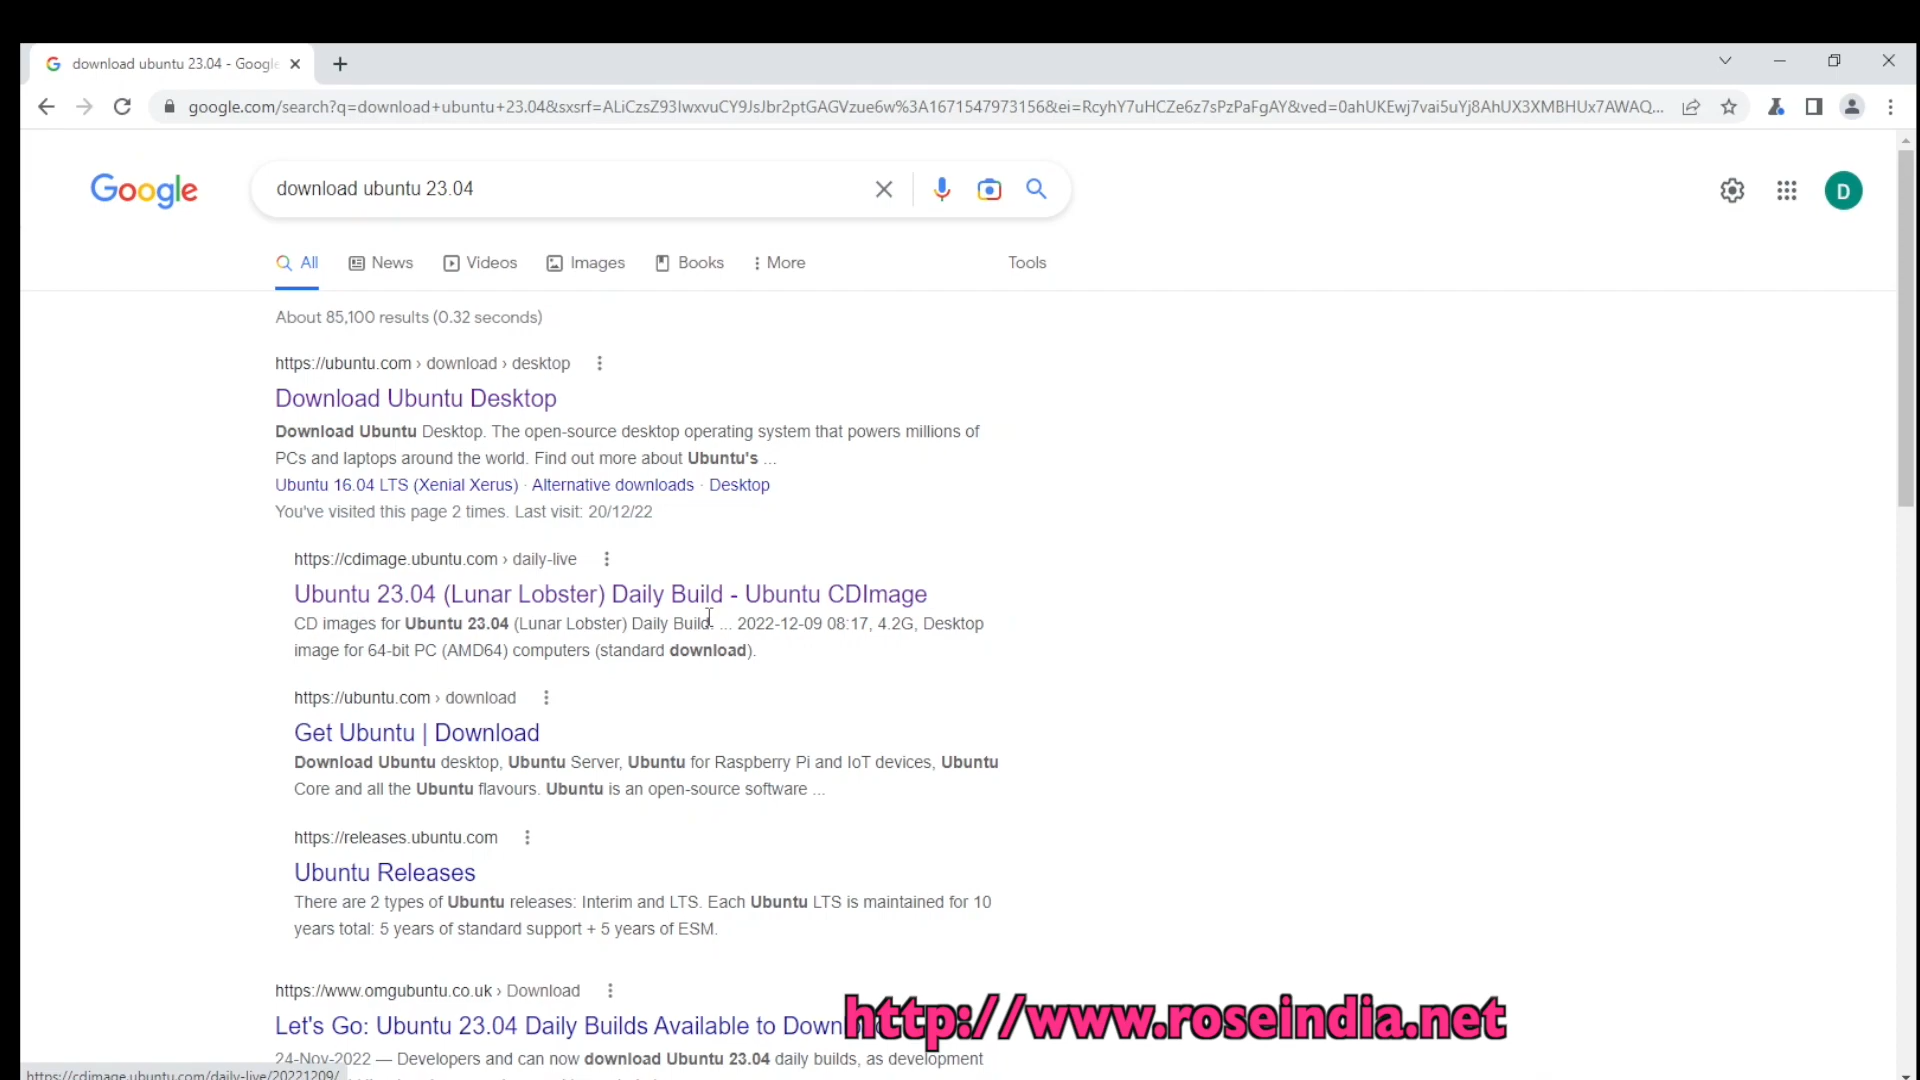 download ubuntu 23.04 - Google
google.com/search?q=download+ubuntu+23.04&sxsrf=ALiCzsZ93IwxvuCY9JsJbr2ptGAGVzue6w%3A1671547973156&ei=RcyhY7uHCZe6z7sPzPaFgAY&ved=0ahUKEwj7vai5uYj8AhUX3XMBHUx7AWAQ...
Google
download ubuntu 23.04
D
All News Videos Images Books More Tools
About 85,100 results (0.32 seconds)
https://ubuntu.com › download › desktop
Download Ubuntu Desktop
Download Ubuntu Desktop. The open-source desktop operating system that powers millions of
PCs and laptops around the world. Find out more about Ubuntu's ...
Ubuntu 16.04 LTS (Xenial Xerus) · Alternative downloads · Desktop
You've visited this page 2 times. Last visit: 20/12/22
https://cdimage.ubuntu.com › daily-live
Ubuntu 23.04 (Lunar Lobster) Daily Build - Ubuntu CDImage
CD images for Ubuntu 23.04 (Lunar Lobster) Daily Build. ... 2022-12-09 08:17, 4.2G, Desktop
image for 64-bit PC (AMD64) computers (standard download).
https://ubuntu.com › download
Get Ubuntu | Download
Download Ubuntu desktop, Ubuntu Server, Ubuntu for Raspberry Pi and IoT devices, Ubuntu
Core and all the Ubuntu flavours. Ubuntu is an open-source software ...
https://releases.ubuntu.com
Ubuntu Releases
There are 2 types of Ubuntu releases: Interim and LTS. Each Ubuntu LTS is maintained for 10
years total: 5 years of standard support + 5 years of ESM.
https://www.omgubuntu.co.uk › Download
Let's Go: Ubuntu 23.04 Daily Builds Available to Down
http://www.roseindia.net
24-Nov-2022 — Developers and can now download Ubuntu 23.04 daily builds, as development
https://cdimage.ubuntu.com/daily-live/20221209/